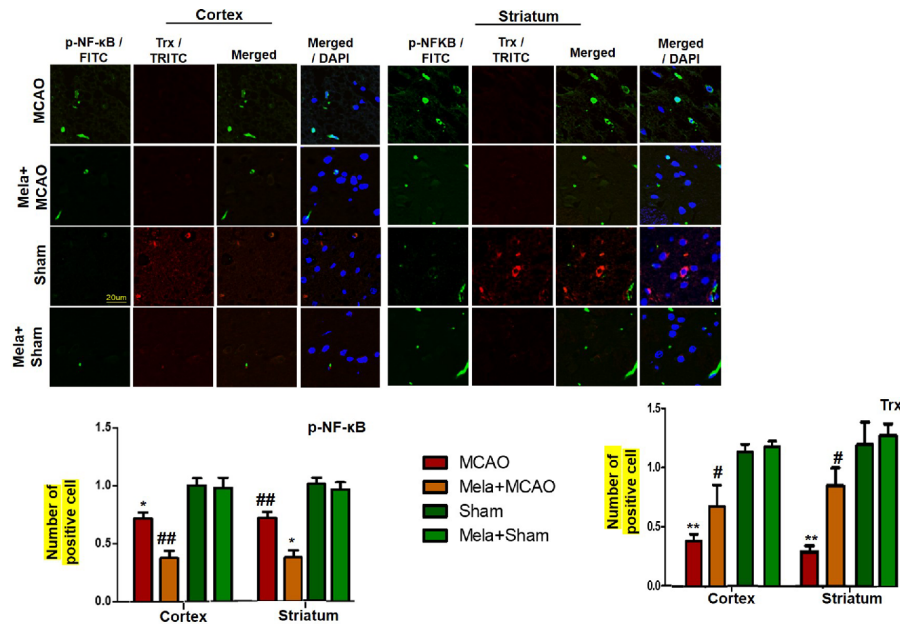 Cortex
Striatum
p-NF-κB /
FITC
Trx /
TRITC
Merged
Merged
/ DAPI
p-NFKB /
FITC
Trx /
TRITC
Merged
Merged
/ DAPI
MCAO
Mela+
MCAO
Sham
20um
Mela+
Sham
p-NF-κB
Number of
positive cell
1.5
1.0
0.5
0.0
*
##
##
*
Cortex
Striatum
MCAO
Mela+MCAO
Sham
Mela+Sham
Trx
Number of
positive cell
1.5
1.0
0.5
0.0
**
#
**
#
Cortex
Striatum